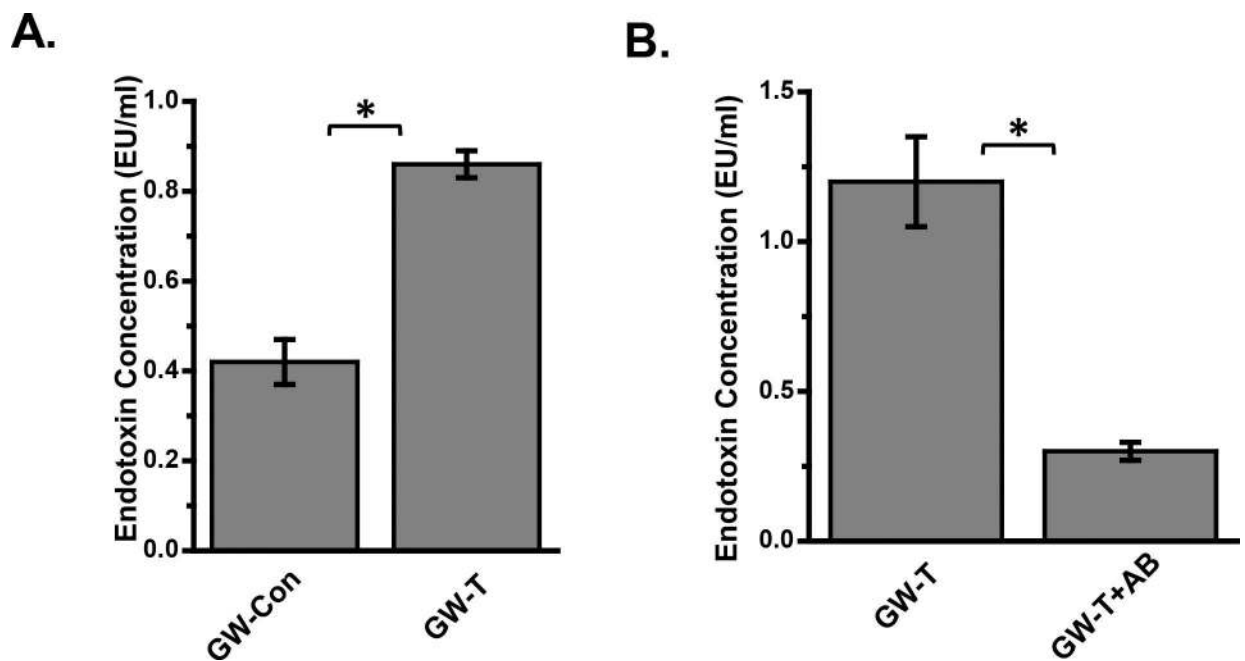 A.
Endotoxin Concentration (EU/ml)
1.0
0.8
0.6
0.4
0.2
0.0
*
GW-Con
GW-T
B.
Endotoxin Concentration (EU/ml)
1.5
1.0
0.5
0.0
*
GW-T
GW-T+AB